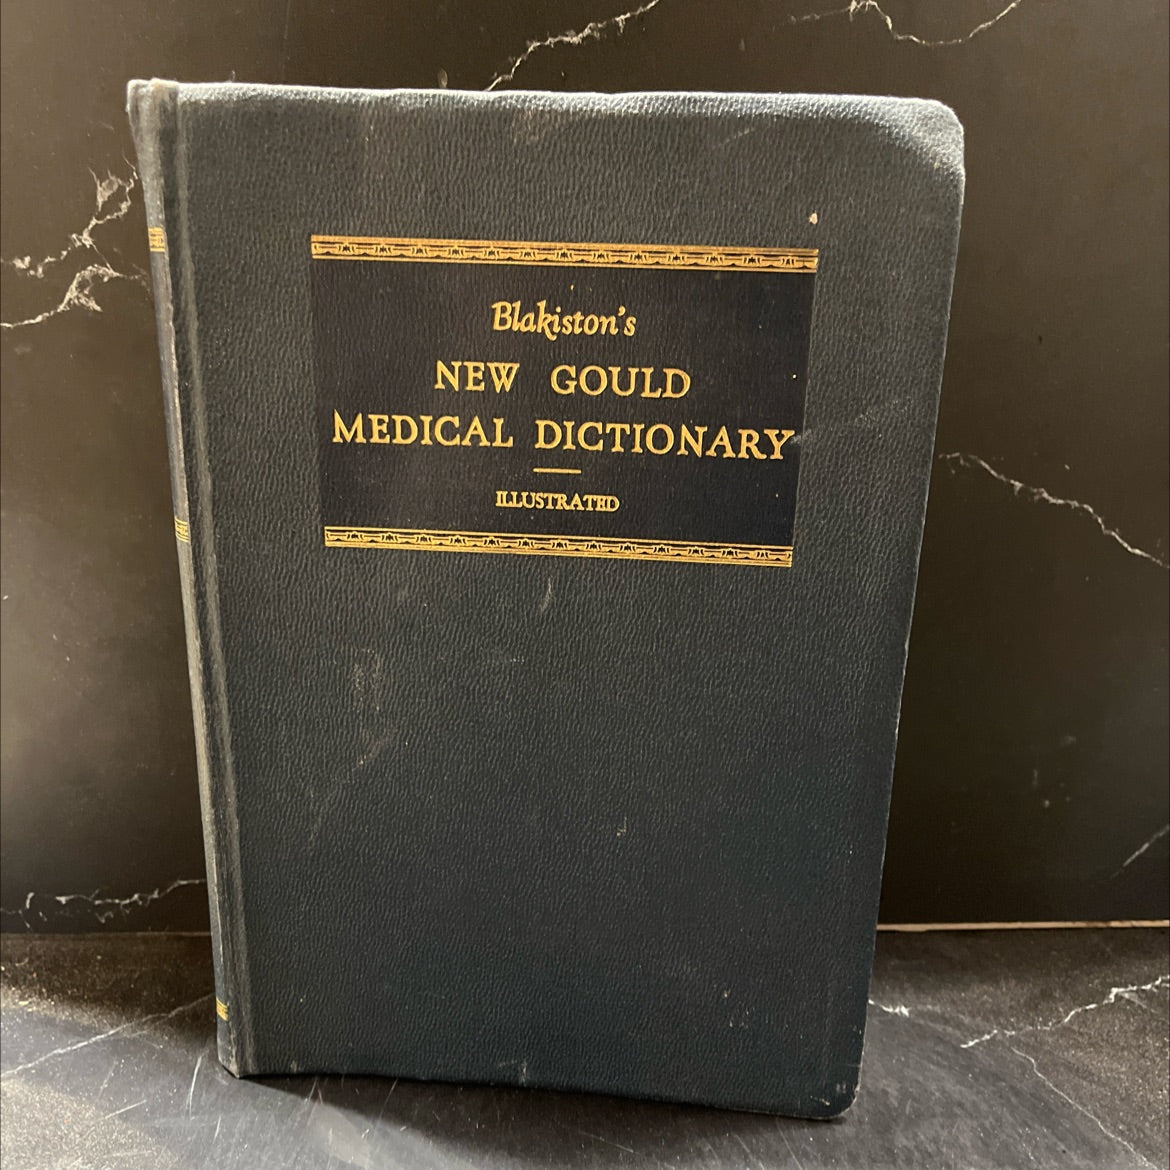 Blakiston's
NEW GOULD
MEDICAL DICTIONARY
ILLUSTRATED